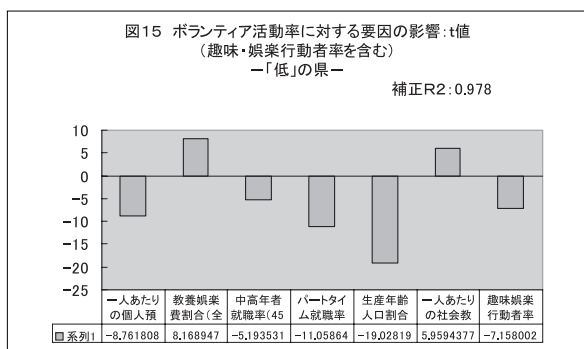 図15 ボランティア活動率に対する要因の影響:t値
(趣味・娯楽行動者率を含む)
－「低」の県－
補正R2:0.978
10
5
0
-5
-10
-15
-20
-25
一人あたりの個人預
教養娯楽費割合(全
中高年者就職率(45
パートタイム就職率
生産年齢人口割合
一人あたりの社会教
趣味娯楽行動者率
系列1 -8.761808 8.168947 -5.193531 -11.05864 -19.02819 5.9594377 -7.158002